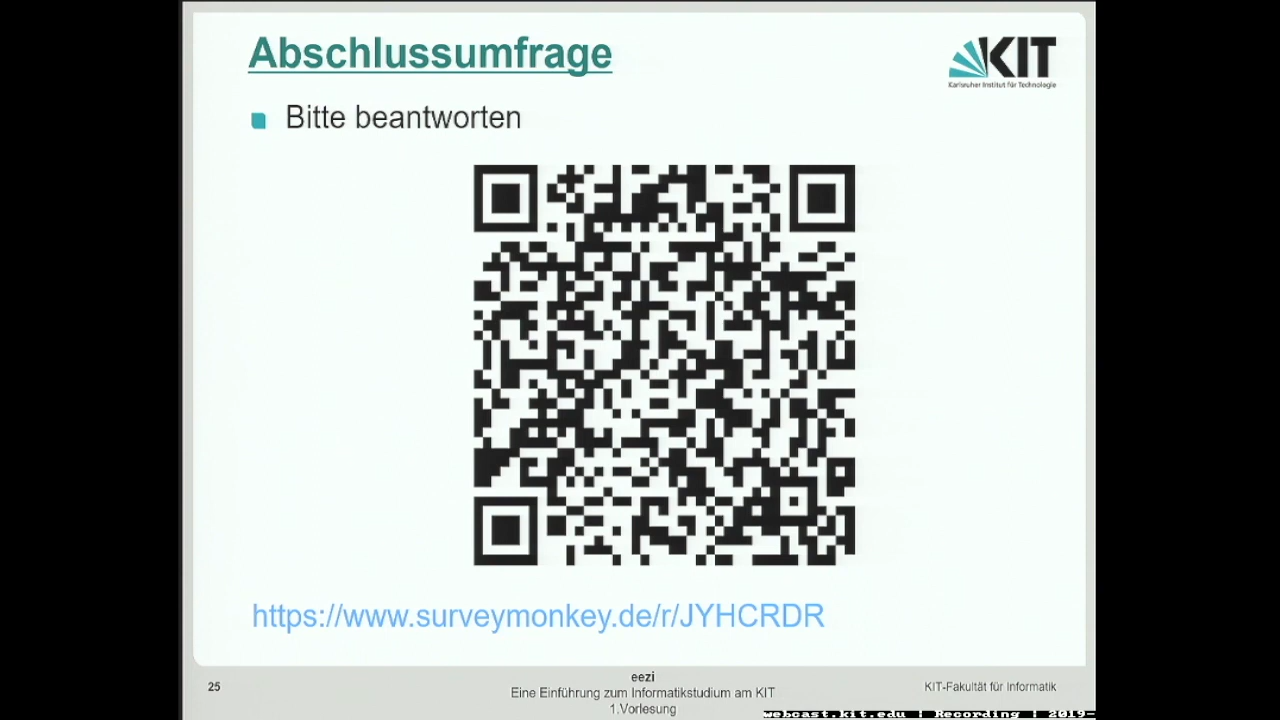 Abschlussumfrage
KIT
Karlsruher Institut für Technologie
Bitte beantworten
https://www.surveymonkey.de/r/JYHCRDR
25
eezi
Eine Einführung zum Informatikstudium am KIT
1.Vorlesung
KIT-Fakultät für Informatik
webcast.kit.edu | Recording | 2019-